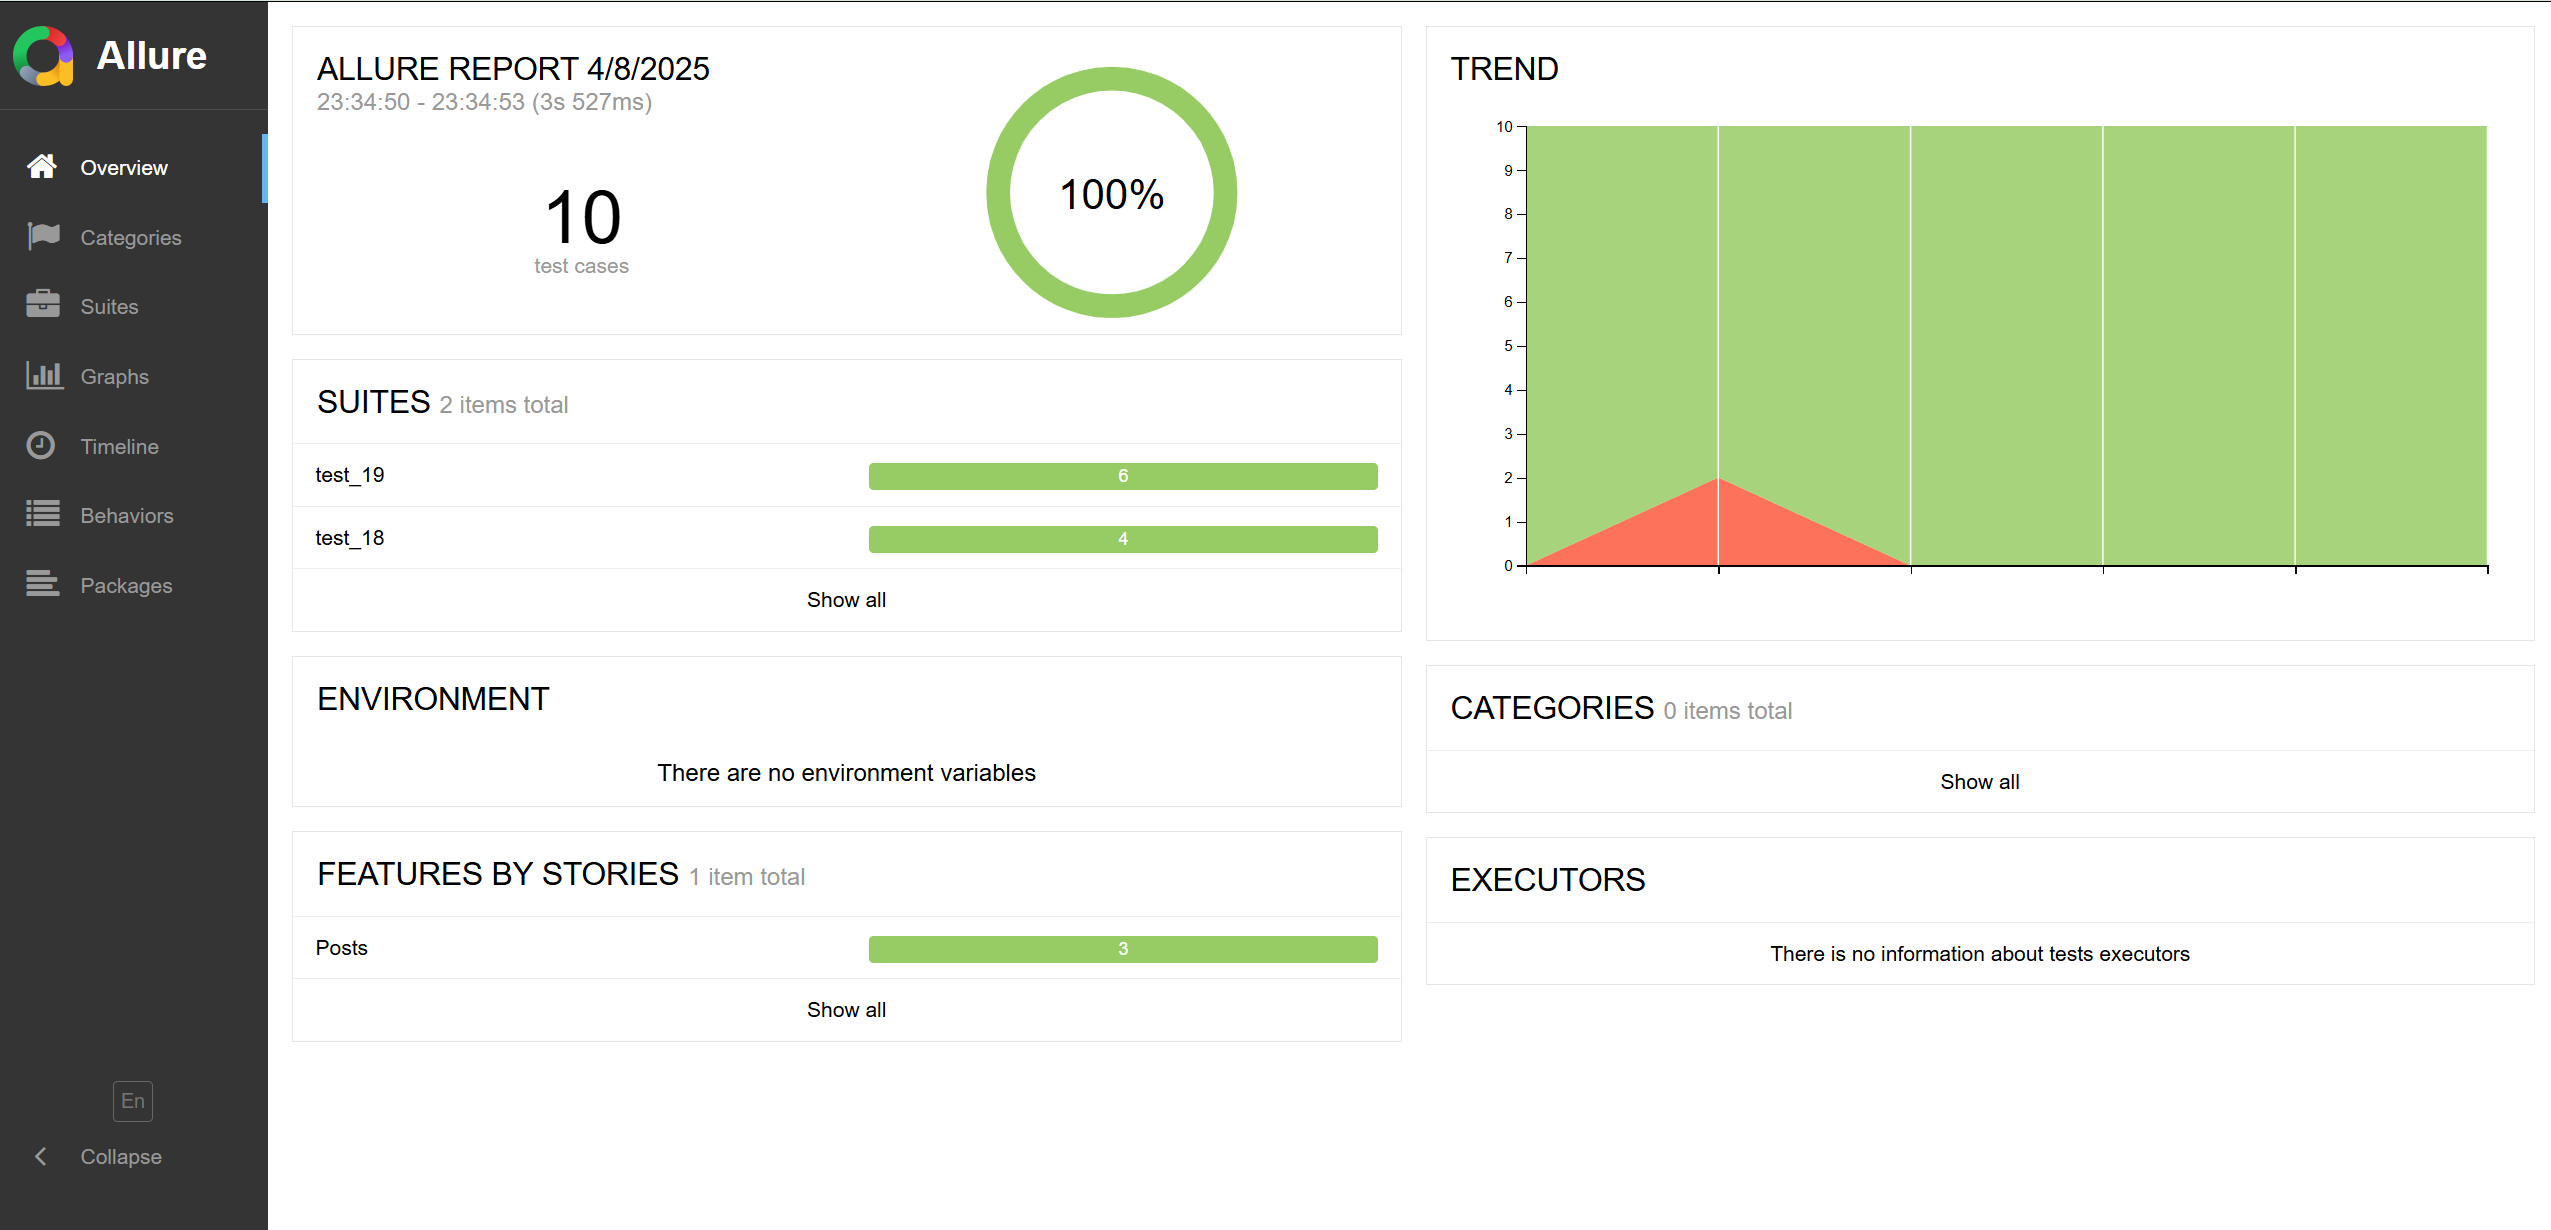 Allure
Overview
Categories
Suites
Graphs
Timeline
Behaviors
Packages
En
Collapse
ALLURE REPORT 4/8/2025
23:34:50 - 23:34:53 (3s 527ms)
10
test cases
100%
SUITES 2 items total
test_19 6
test_18 4
Show all
ENVIRONMENT
There are no environment variables
FEATURES BY STORIES 1 item total
Posts 3
Show all
TREND
10
9
8
7
6
5
4
3
2
1
0
CATEGORIES 0 items total
Show all
EXECUTORS
There is no information about tests executors